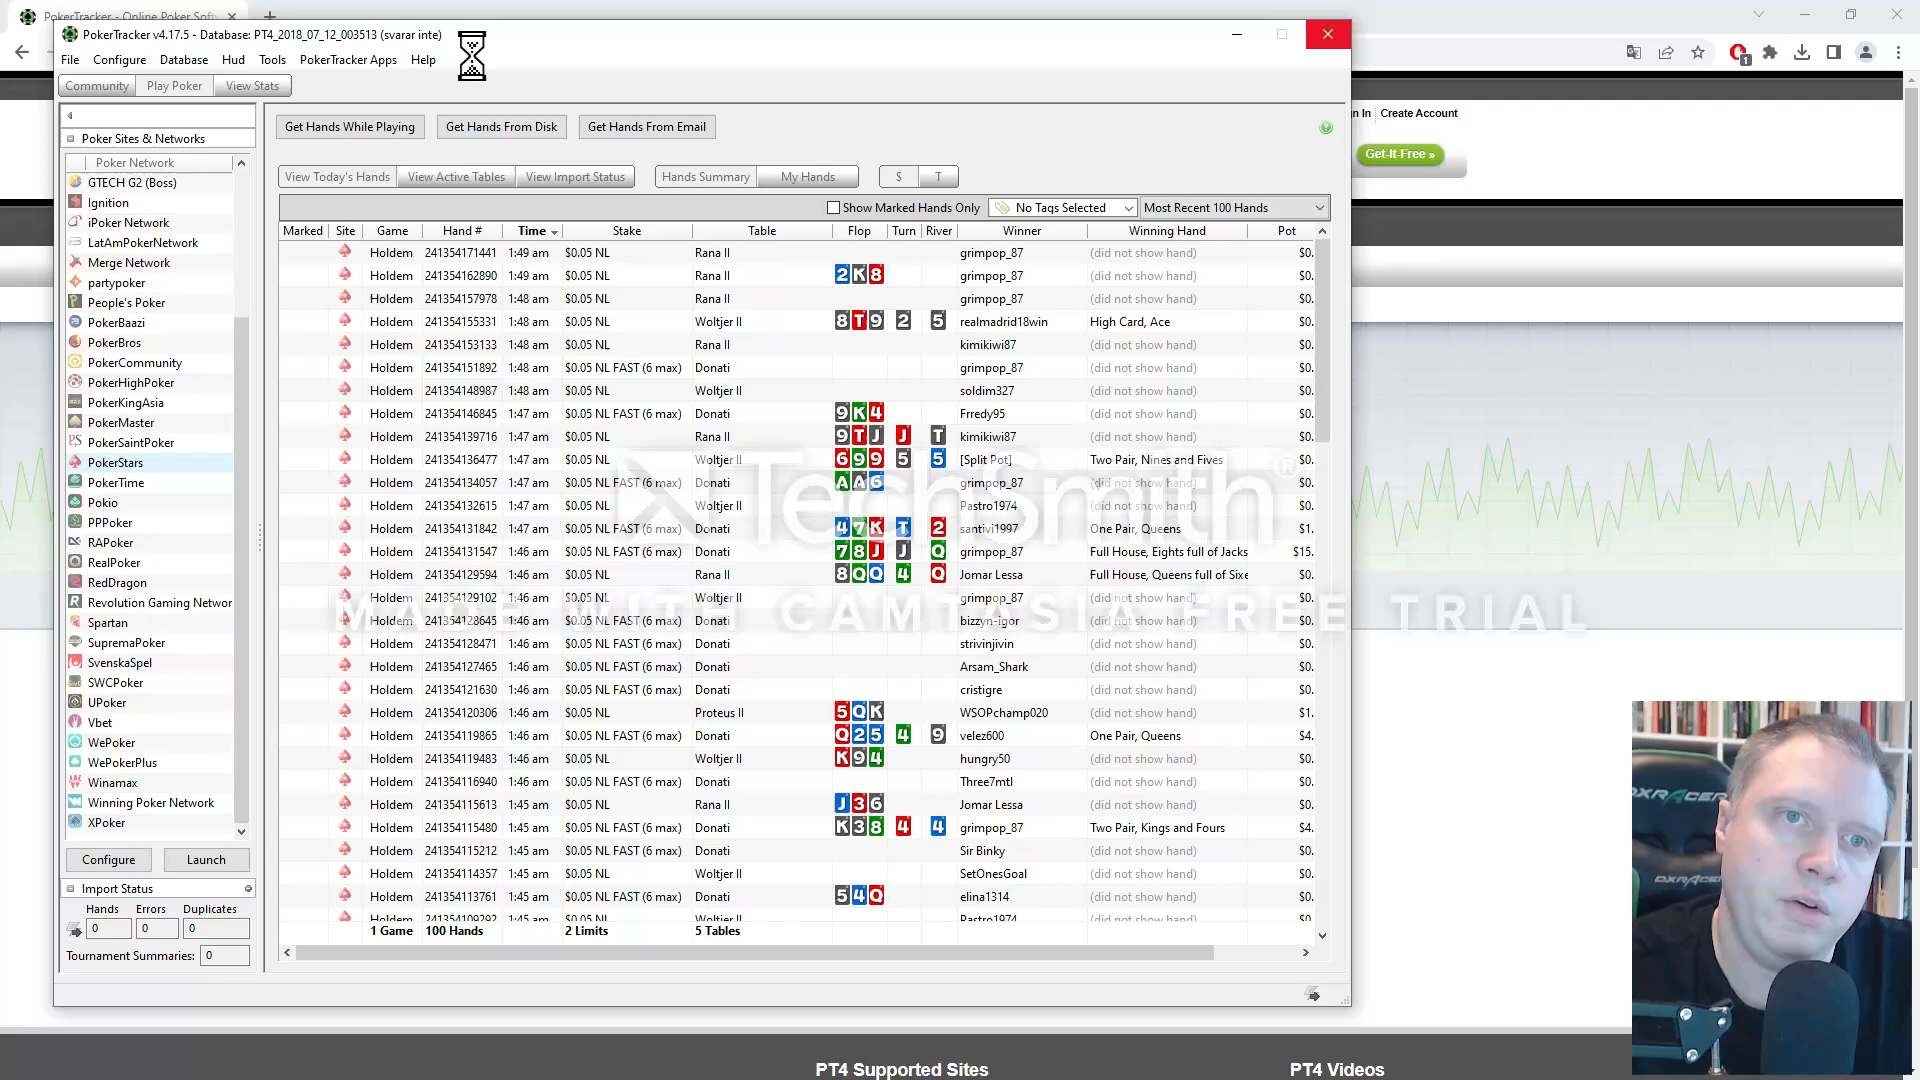 PokerTracker - Online Poker Soft
PokerTracker v4.17.5 - Database: PT4_2018_07_12_003513 (svarar inte)
File Configure Database Hud Tools PokerTracker Apps Help
Community Play Poker View Stats
n In Create Account
Get-It-Free »
Get Hands While Playing Get Hands From Disk Get Hands From Email
Poker Sites & Networks
Poker Network
GTECH G2 (Boss)
Ignition
iPoker Network
LatAmPokerNetwork
Merge Network
partypoker
People's Poker
PokerBaazi
PokerBros
PokerCommunity
PokerHighPoker
PokerKingAsia
PokerMaster
PokerSaintPoker
PokerStars
PokerTime
Pokio
PPPoker
RAPoker
RealPoker
RedDragon
Revolution Gaming Networ
Spartan
SupremaPoker
SvenskaSpel
SWCPoker
UPoker
Vbet
WePoker
WePokerPlus
Winamax
Winning Poker Network
XPoker
Configure Launch
Import Status
Hands Errors Duplicates
0 0 0
Tournament Summaries: 0
View Today's Hands View Active Tables View Import Status Hands Summary My Hands $ T
Show Marked Hands Only No Tags Selected Most Recent 100 Hands
Marked Site Game Hand # Time Stake Table Flop Turn River Winner Winning Hand Pot
Holdem 241354171441 1:49 am $0.05 NL Rana II grimpop_87 (did not show hand) $0.
Holdem 241354162890 1:49 am $0.05 NL Rana II 2 K 8 grimpop_87 (did not show hand) $0.
Holdem 241354157978 1:48 am $0.05 NL Rana II grimpop_87 (did not show hand) $0.
Holdem 241354155331 1:48 am $0.05 NL Woltjer II 8 T 9 2 5 realmadrid18win High Card, Ace $0.
Holdem 241354153133 1:48 am $0.05 NL Rana II kimikiwi87 (did not show hand) $0.
Holdem 241354151892 1:48 am $0.05 NL FAST (6 max) Donati grimpop_87 (did not show hand) $0.
Holdem 241354148987 1:48 am $0.05 NL Woltjer II soldim327 (did not show hand) $0.
Holdem 241354146845 1:47 am $0.05 NL FAST (6 max) Donati 9 K 4 Frredy95 (did not show hand) $0.
Holdem 241354139716 1:47 am $0.05 NL Rana II 9 T J J T kimikiwi87 (did not show hand) $0.
Holdem 241354136477 1:47 am $0.05 NL Woltjer II 6 9 9 5 5 [Split Pot] Two Pair, Nines and Fives $0.
Holdem 241354134057 1:47 am $0.05 NL FAST (6 max) Donati A A 6 grimpop_87 (did not show hand) $0.
Holdem 241354132615 1:47 am $0.05 NL Woltjer II Pastro1974 (did not show hand) $0.
Holdem 241354131842 1:47 am $0.05 NL FAST (6 max) Donati 4 7 K T 2 santivi1997 One Pair, Queens $1.
Holdem 241354131547 1:46 am $0.05 NL FAST (6 max) Donati 7 8 J J Q grimpop_87 Full House, Eights full of Jacks $15.
Holdem 241354129594 1:46 am $0.05 NL Rana II 8 Q Q 4 Q Jomar Lessa Full House, Queens full of Sixe $0.
Holdem 241354129102 1:46 am $0.05 NL Woltjer II grimpop_87 (did not show hand) $0.
Holdem 241354128645 1:46 am $0.05 NL FAST (6 max) Donati bizzyn-igor (did not show hand) $0.
Holdem 241354128471 1:46 am $0.05 NL FAST (6 max) Donati strivinjivin (did not show hand) $0.
Holdem 241354127465 1:46 am $0.05 NL FAST (6 max) Donati Arsam_Shark (did not show hand) $0.
Holdem 241354121630 1:46 am $0.05 NL FAST (6 max) Donati cristigre (did not show hand) $0.
Holdem 241354120306 1:46 am $0.05 NL Proteus II 5 Q K WSOPchamp020 (did not show hand) $1.
Holdem 241354119865 1:46 am $0.05 NL FAST (6 max) Donati Q 2 5 4 9 velez600 One Pair, Queens $4.
Holdem 241354119483 1:46 am $0.05 NL Woltjer II K 9 4 hungry50 (did not show hand) $0.
Holdem 241354116940 1:46 am $0.05 NL FAST (6 max) Donati Three7mtl (did not show hand) $0.
Holdem 241354115613 1:45 am $0.05 NL Rana II J 3 6 Jomar Lessa (did not show hand) $0.
Holdem 241354115480 1:45 am $0.05 NL FAST (6 max) Donati K 3 8 4 4 grimpop_87 Two Pair, Kings and Fours $4.
Holdem 241354115212 1:45 am $0.05 NL FAST (6 max) Donati Sir Binky (did not show hand) $0.
Holdem 241354114357 1:45 am $0.05 NL Woltjer II SetOnesGoal (did not show hand) $0.
Holdem 241354113761 1:45 am $0.05 NL FAST (6 max) Donati 5 4 Q elina1314 (did not show hand) $0.
Holdem 241354109292 1:45 am $0.05 NL Woltjer II Pastro1974 (did not show hand) $0
1 Game 100 Hands 2 Limits 5 Tables
TechSmith®
MADE WITH CAMTASIA FREE TRIAL
DXRACER
DXRACER
PT4 Supported Sites PT4 Videos